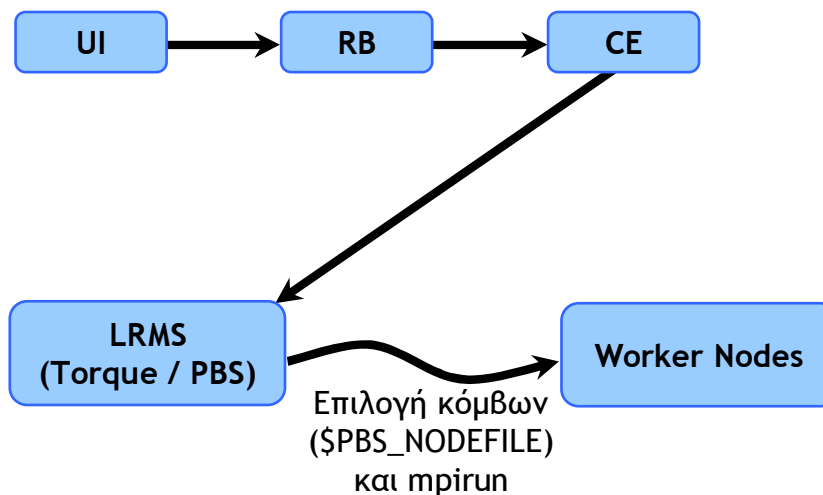 UI
RB
CE
LRMS
(Torque / PBS)
Worker Nodes
Επιλογή κόμβων
($PBS_NODEFILE)
και mpirun